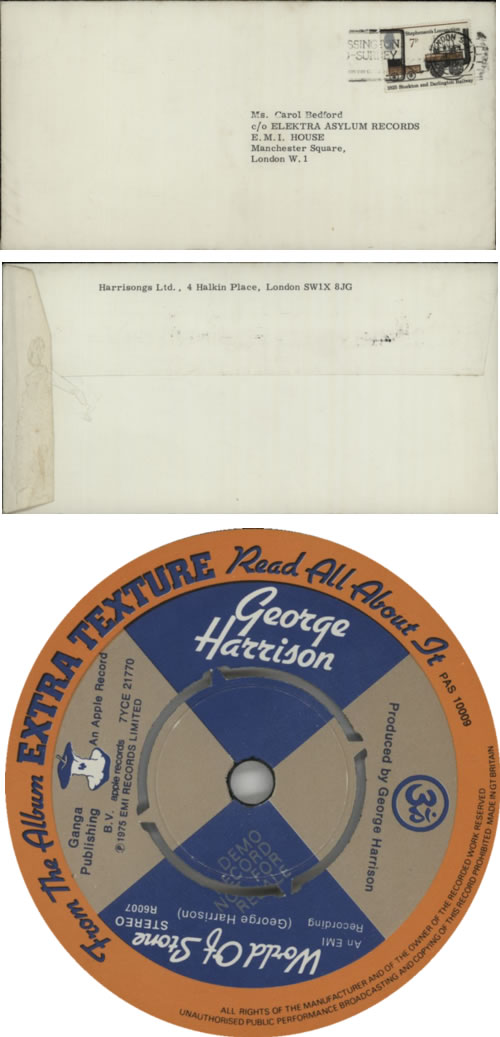 SSINGTON
-SURREY
Stephenson's Locomotion
7p
1825 Stockton and Darlington Railway
Ms. Carol Bedford
c/o ELEKTRA ASYLUM RECORDS
E.M.I. HOUSE
Manchester Square,
London W.1
Harrisongs Ltd., 4 Halkin Place, London SW1X 8JG
From The Album EXTRA TEXTURE Read All About It
PAS 10009
George
Harrison
An Apple Record
Ganga
Publishing
B.V.
apple records 7YCE 21770
℗ 1975 EMI RECORDS LIMITED
Produced by George Harrison
DEMO
RECORD
NOT FOR
RESALE
World Of Stone
(George Harrison)
An EMI
Recording
STEREO
R6007
ALL RIGHTS OF THE MANUFACTURER AND OF THE OWNER OF THE RECORDED WORK RESERVED
UNAUTHORISED PUBLIC PERFORMANCE BROADCASTING AND COPYING OF THIS RECORD PROHIBITED. MADE IN GT BRITAIN